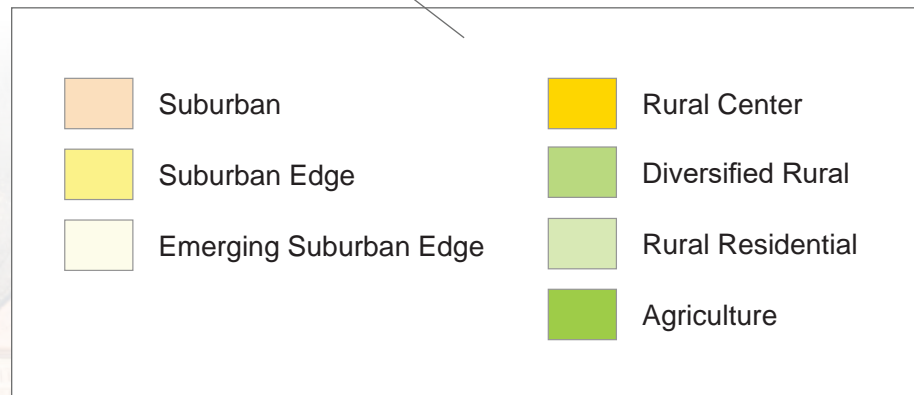 Suburban
Suburban Edge
Emerging Suburban Edge
Rural Center
Diversified Rural
Rural Residential
Agriculture